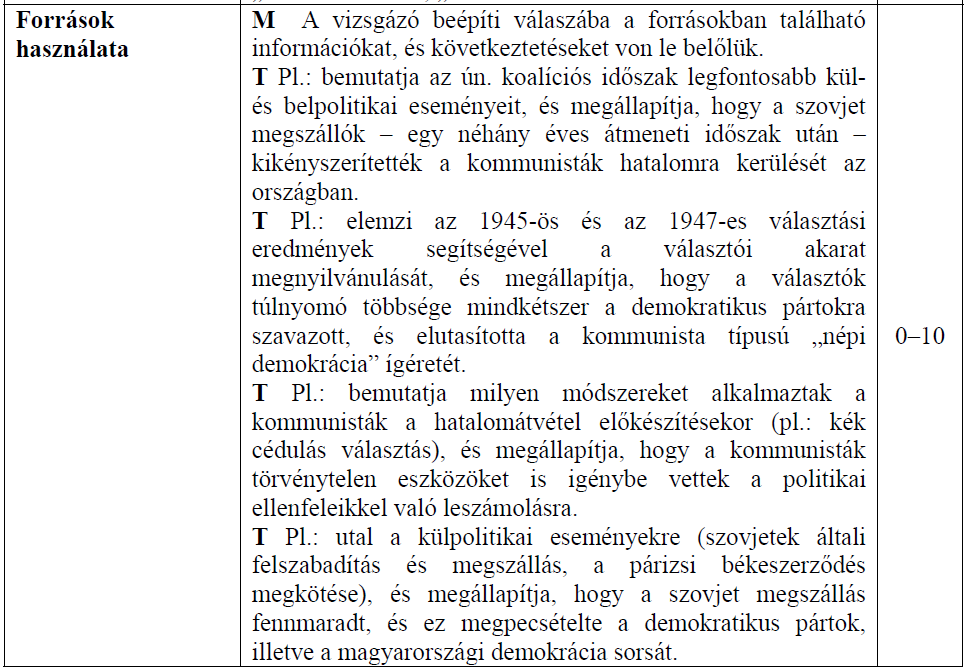 Források
használata
M A vizsgázó beépíti válaszába a forrásokban található
információkat, és következtetéseket von le belőlük.
T Pl.: bemutatja az ún. koalíciós időszak legfontosabb kül-
és belpolitikai eseményeit, és megállapítja, hogy a szovjet
megszállók – egy néhány éves átmeneti időszak után –
kikényszerítették a kommunisták hatalomra kerülését az
országban.
T Pl.: elemzi az 1945-ös és az 1947-es választási
eredmények segítségével a választói akarat
megnyilvánulását, és megállapítja, hogy a választók
túlnyomó többsége mindkétszer a demokratikus pártokra
szavazott, és elutasította a kommunista típusú „népi
demokrácia” ígéretét.
T Pl.: bemutatja milyen módszereket alkalmaztak a
kommunisták a hatalomátvétel előkészítésekor (pl.: kék
cédulás választás), és megállapítja, hogy a kommunisták
törvénytelen eszközöket is igénybe vettek a politikai
ellenfeleikkel való leszámolásra.
T Pl.: utal a külpolitikai eseményekre (szovjetek általi
felszabadítás és megszállás, a párizsi békeszerződés
megkötése), és megállapítja, hogy a szovjet megszállás
fennmaradt, és ez megpecsételte a demokratikus pártok,
illetve a magyarországi demokrácia sorsát.
0–10